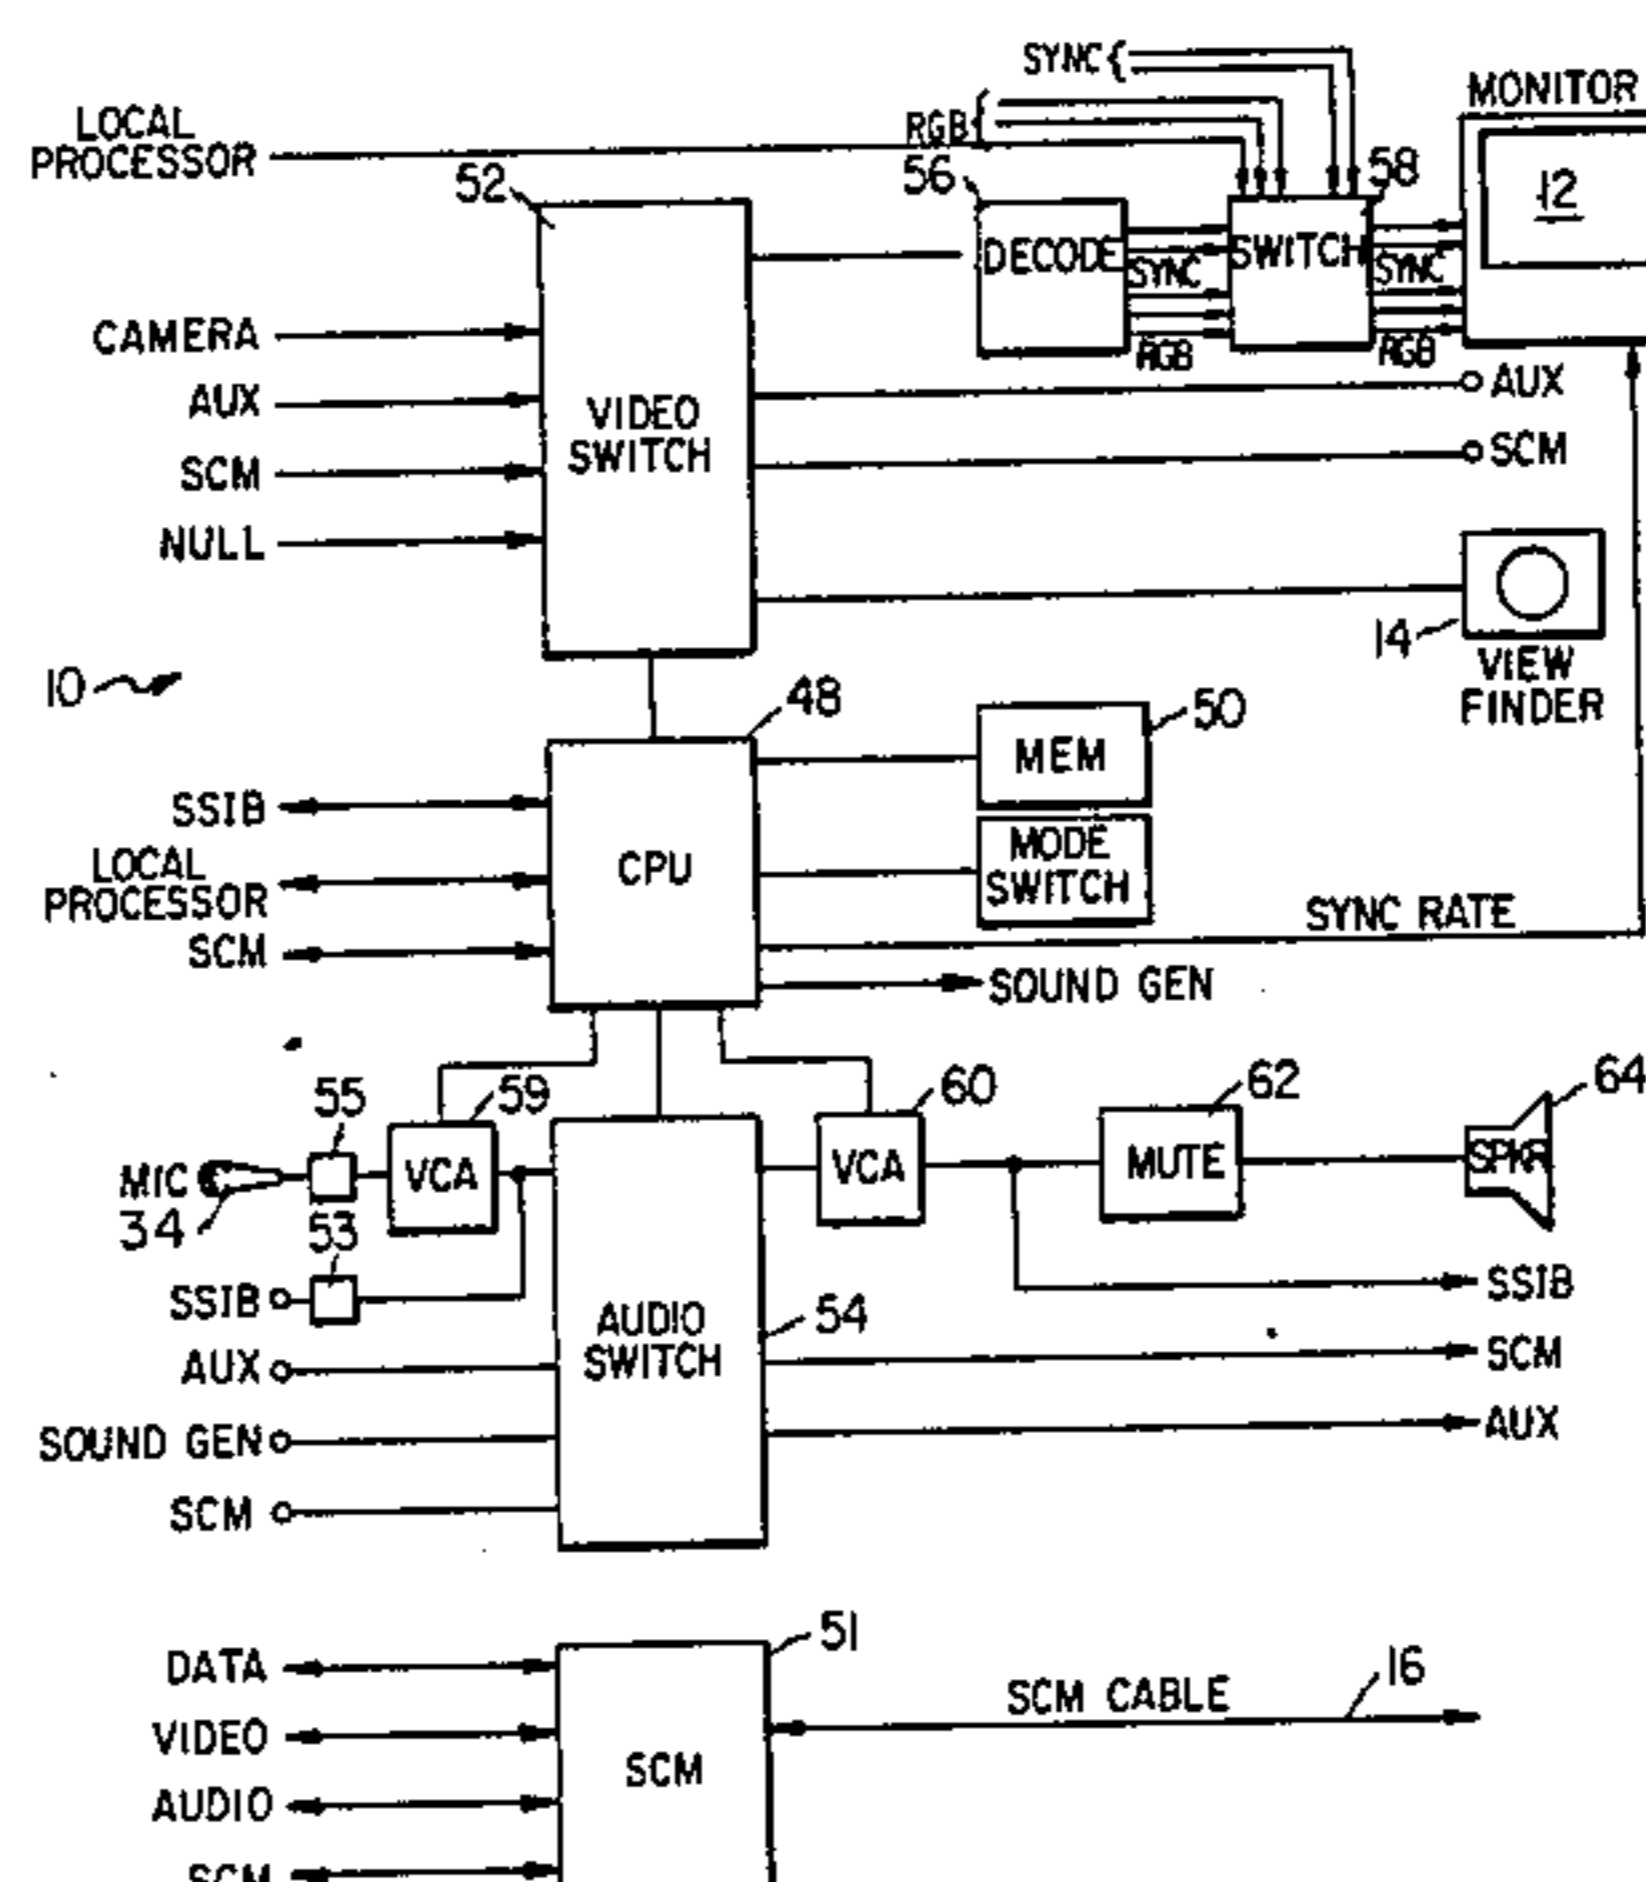 SYNC{
MONITOR
LOCAL
PROCESSOR
RGB{
52
56
58
12
DECODE
SWITCH
SYNC
SYNC
RGB
RGB
CAMERA
AUX
SCM
NULL
VIDEO
SWITCH
AUX
SCM
14
VIEW
FINDER
10
48
50
MEM
SSIB
LOCAL
PROCESSOR
SCM
CPU
MODE
SWITCH
SYNC RATE
SOUND GEN
55
59
60
62
64
MIC
34
VCA
VCA
MUTE
SPKR
53
SSIB
AUX
SOUND GEN
SCM
AUDIO
SWITCH
54
SSIB
SCM
AUX
51
DATA
VIDEO
AUDIO
SCM
SCM
SCM CABLE
16